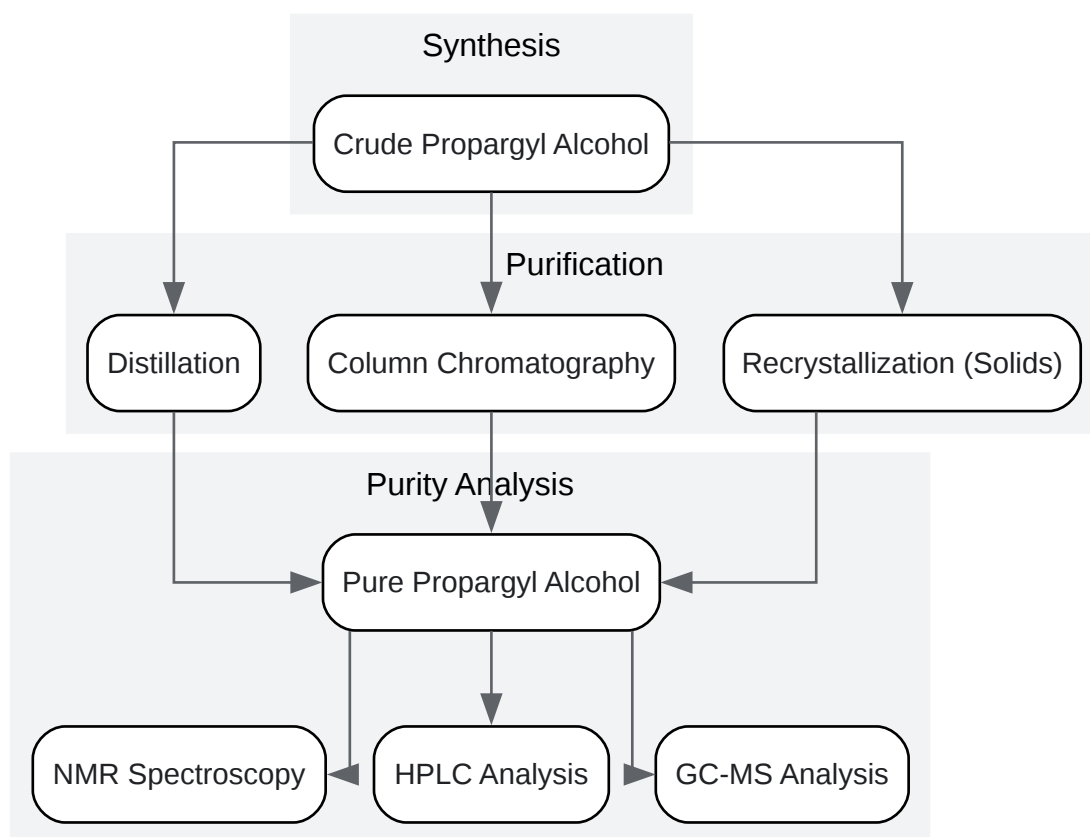 Synthesis
Crude Propargyl Alcohol
Purification
Distillation
Column Chromatography
Recrystallization (Solids)
Purity Analysis
Pure Propargyl Alcohol
NMR Spectroscopy
HPLC Analysis
GC-MS Analysis